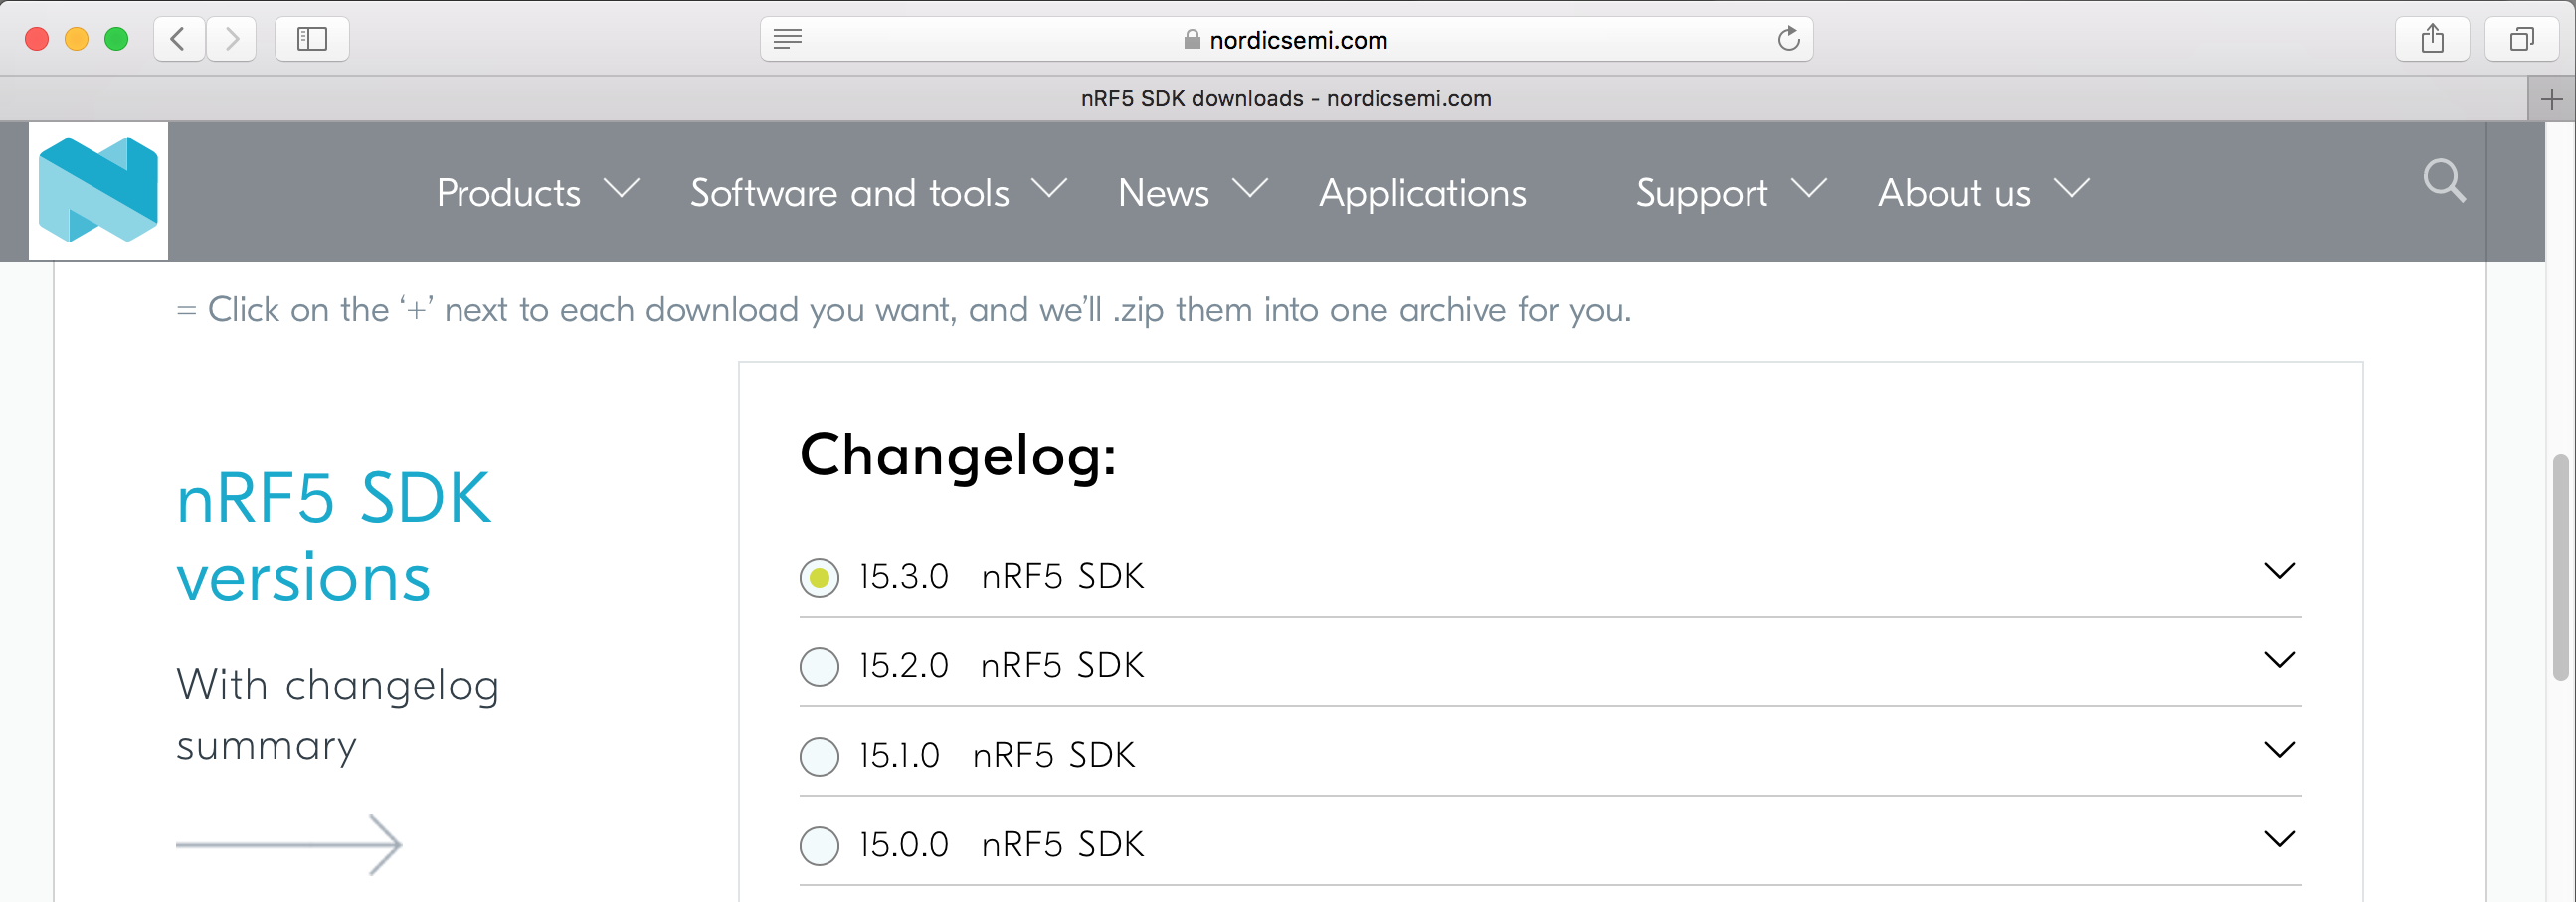 nordicsemi.com
nRF5 SDK downloads - nordicsemi.com
Products Software and tools News Applications Support About us
= Click on the ‘+’ next to each download you want, and we’ll .zip them into one archive for you.
nRF5 SDK
versions
With changelog
summary
Changelog:
15.3.0 nRF5 SDK
15.2.0 nRF5 SDK
15.1.0 nRF5 SDK
15.0.0 nRF5 SDK